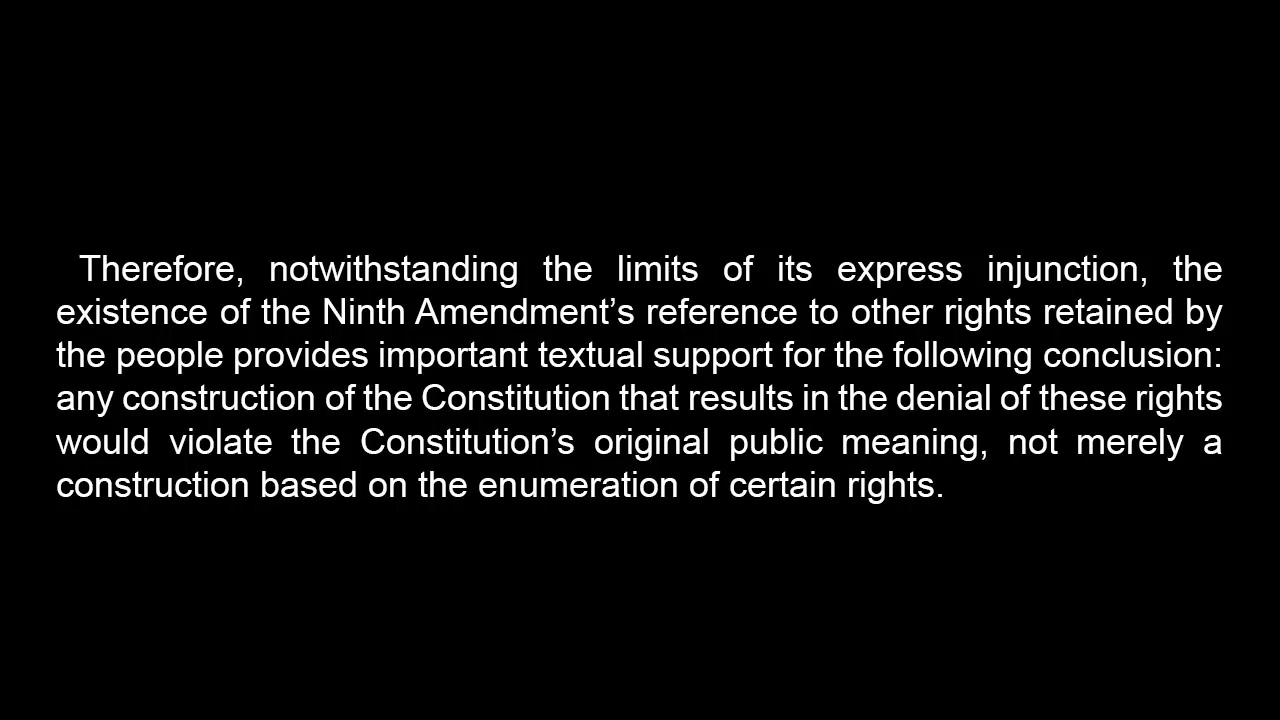 Therefore, notwithstanding the limits of its express injunction, the
existence of the Ninth Amendment’s reference to other rights retained by
the people provides important textual support for the following conclusion:
any construction of the Constitution that results in the denial of these rights
would violate the Constitution’s original public meaning, not merely a
construction based on the enumeration of certain rights.